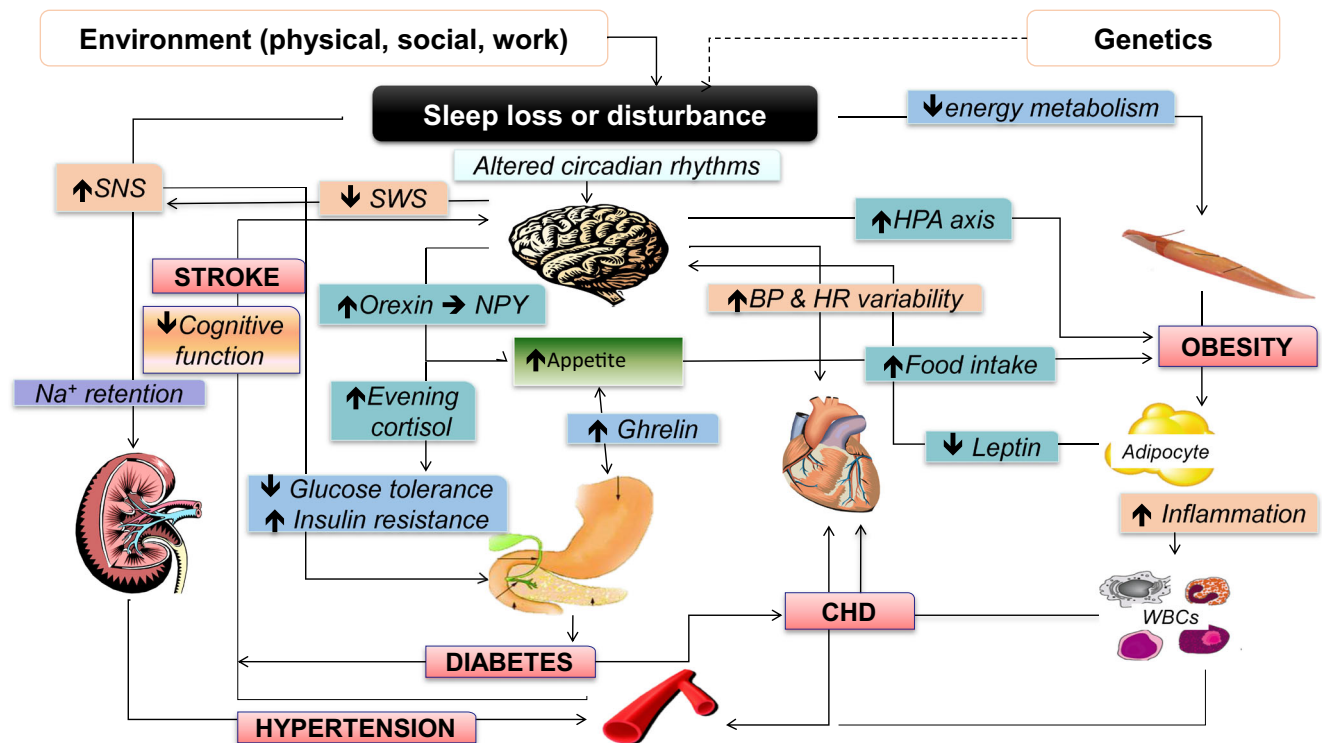 Environment (physical, social, work)
Genetics
Sleep loss or disturbance
↓energy metabolism
Altered circadian rhythms
↑SNS
↓ SWS
↑HPA axis
STROKE
↑Orexin → NPY
↑BP & HR variability
↓Cognitive
function
↑Appetite
↑Food intake
OBESITY
Na⁺ retention
↑Evening
cortisol
↑ Ghrelin
↓ Leptin
Adipocyte
↓ Glucose tolerance
↑ Insulin resistance
↑ Inflammation
CHD
WBCs
DIABETES
HYPERTENSION